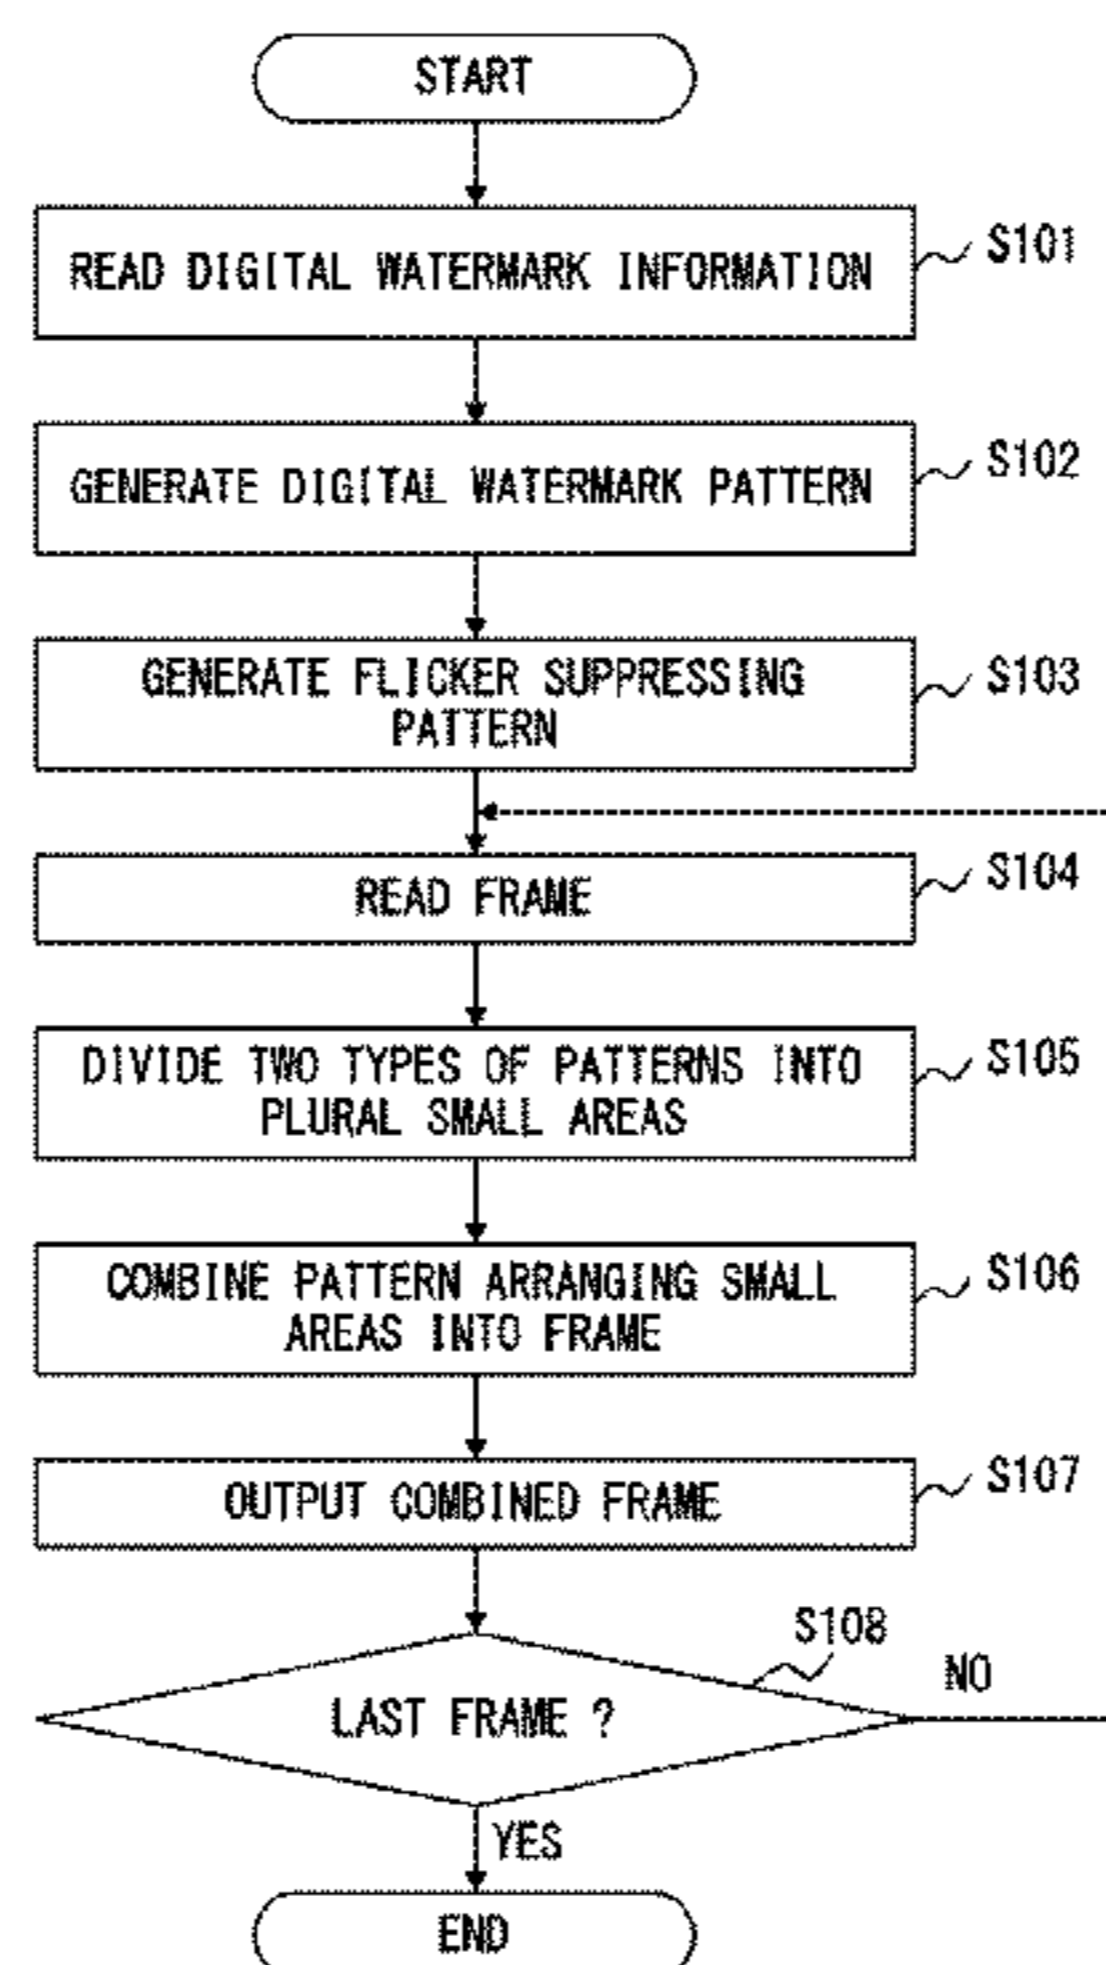 START
READ DIGITAL WATERMARK INFORMATION
S101
GENERATE DIGITAL WATERMARK PATTERN
S102
GENERATE FLICKER SUPPRESSING
PATTERN
S103
READ FRAME
S104
DIVIDE TWO TYPES OF PATTERNS INTO
PLURAL SMALL AREAS
S105
COMBINE PATTERN ARRANGING SMALL
AREAS INTO FRAME
S106
OUTPUT COMBINED FRAME
S107
S108
LAST FRAME ?
NO
YES
END